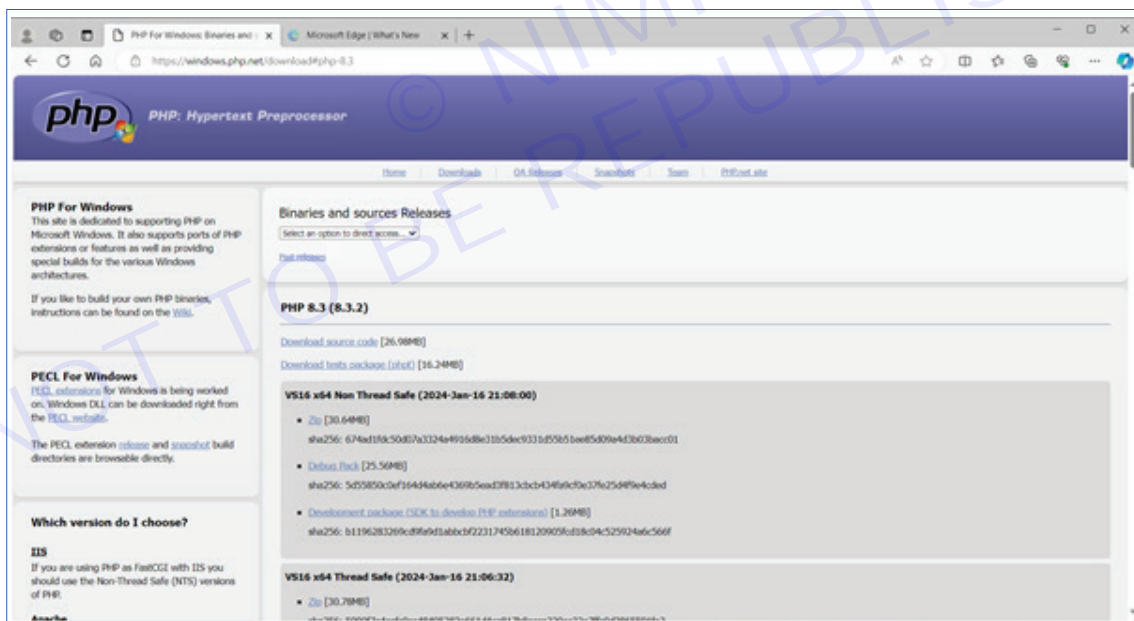 PHP For Windows: Binaries and
Microsoft Edge | What's New
https://windows.php.net/download#php-8.3
php
PHP: Hypertext Preprocessor
Home
Downloads
QA Releases
Snapshots
Team
PHP.net site
PHP For Windows
This site is dedicated to supporting PHP on
Microsoft Windows. It also supports ports of PHP
extensions or features as well as providing
special builds for the various Windows
architectures.
If you like to build your own PHP binaries,
instructions can be found on the Wiki.
PECL For Windows
PECL extensions for Windows is being worked
on. Windows DLL can be downloaded right from
the PECL website.
The PECL extension release and snapshot build
directories are browsable directly.
Which version do I choose?
IIS
If you are using PHP as FastCGI with IIS you
should use the Non-Thread Safe (NTS) versions
of PHP.
Apache
Binaries and sources Releases
Select an option to direct access...
Past releases
PHP 8.3 (8.3.2)
Download source code [26.98MB]
Download tests package (phpt) [16.24MB]
VS16 x64 Non Thread Safe (2024-Jan-16 21:08:00)
Zip [30.64MB]
sha256:
Debug Pack [25.56MB]
sha256:
Development package (SDK to develop PHP extensions) [1.26MB]
sha256:
VS16 x64 Thread Safe (2024-Jan-16 21:06:32)
Zip [30.78MB]
© 
NOT TO BE REPUBLIS